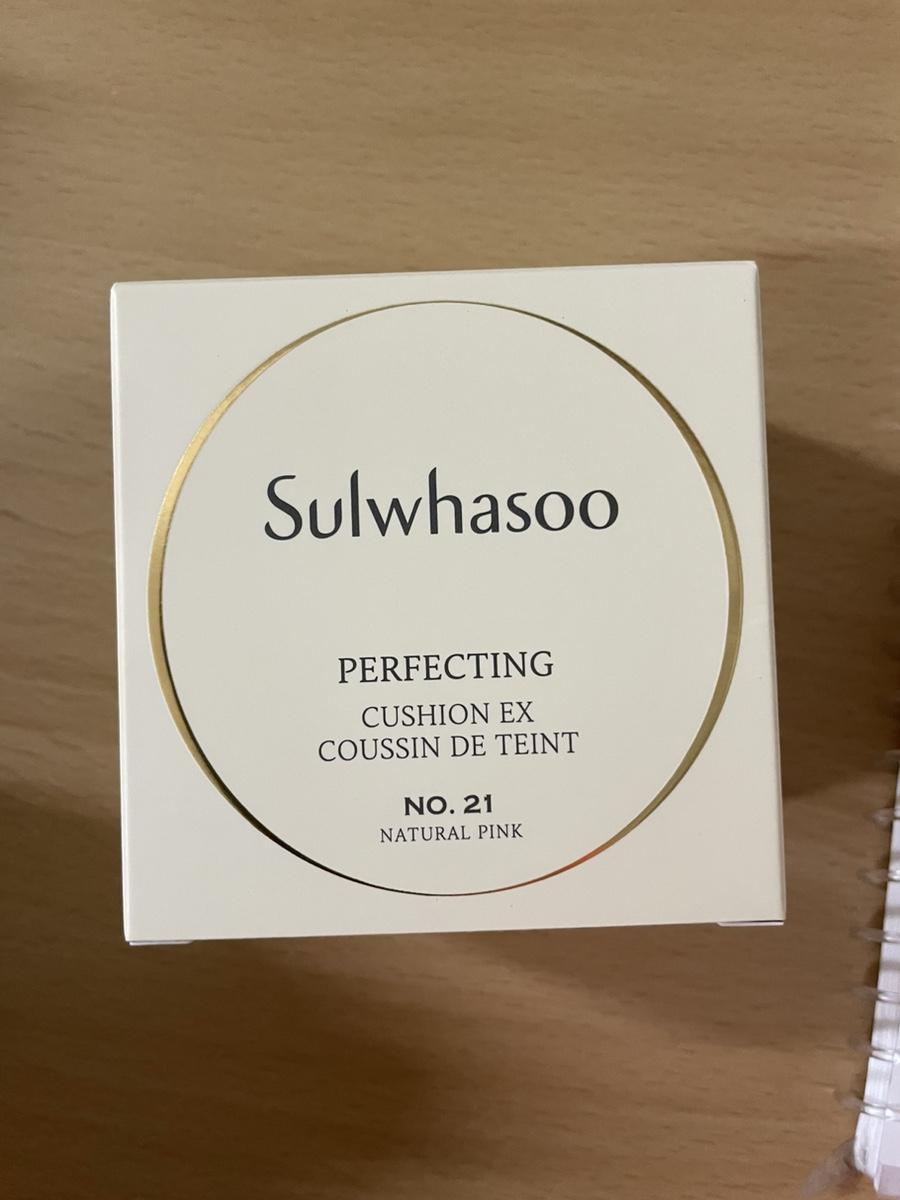 Sulwhasoo
PERFECTING
CUSHION EX
COUSSIN DE TEINT
NO. 21
NATURAL PINK